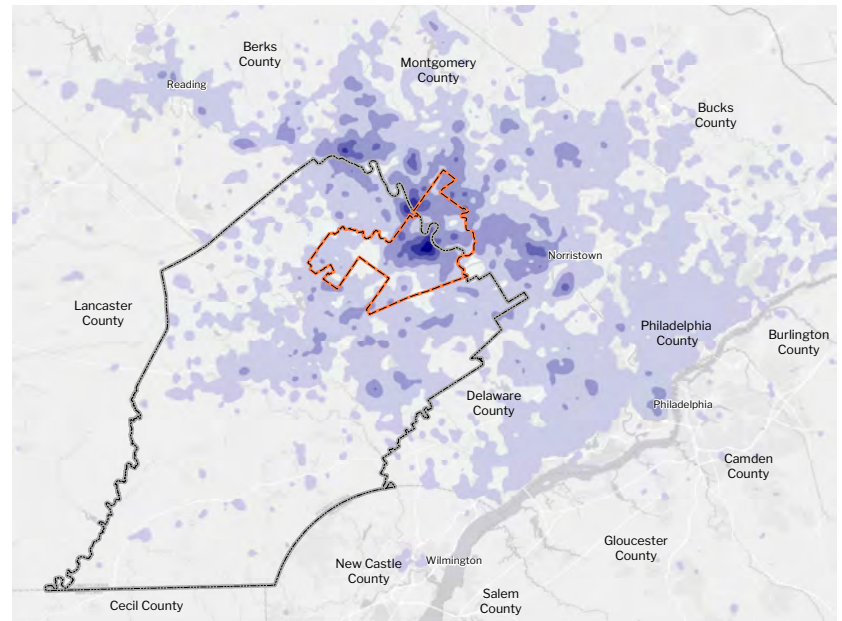 Berks
County
Montgomery
County
Reading
Bucks
County
Norristown
Lancaster
County
Philadelphia
County
Burlington
County
Delaware
County
Philadelphia
Camden
County
Gloucester
County
New Castle
County
Wilmington
Salem
County
Cecil County